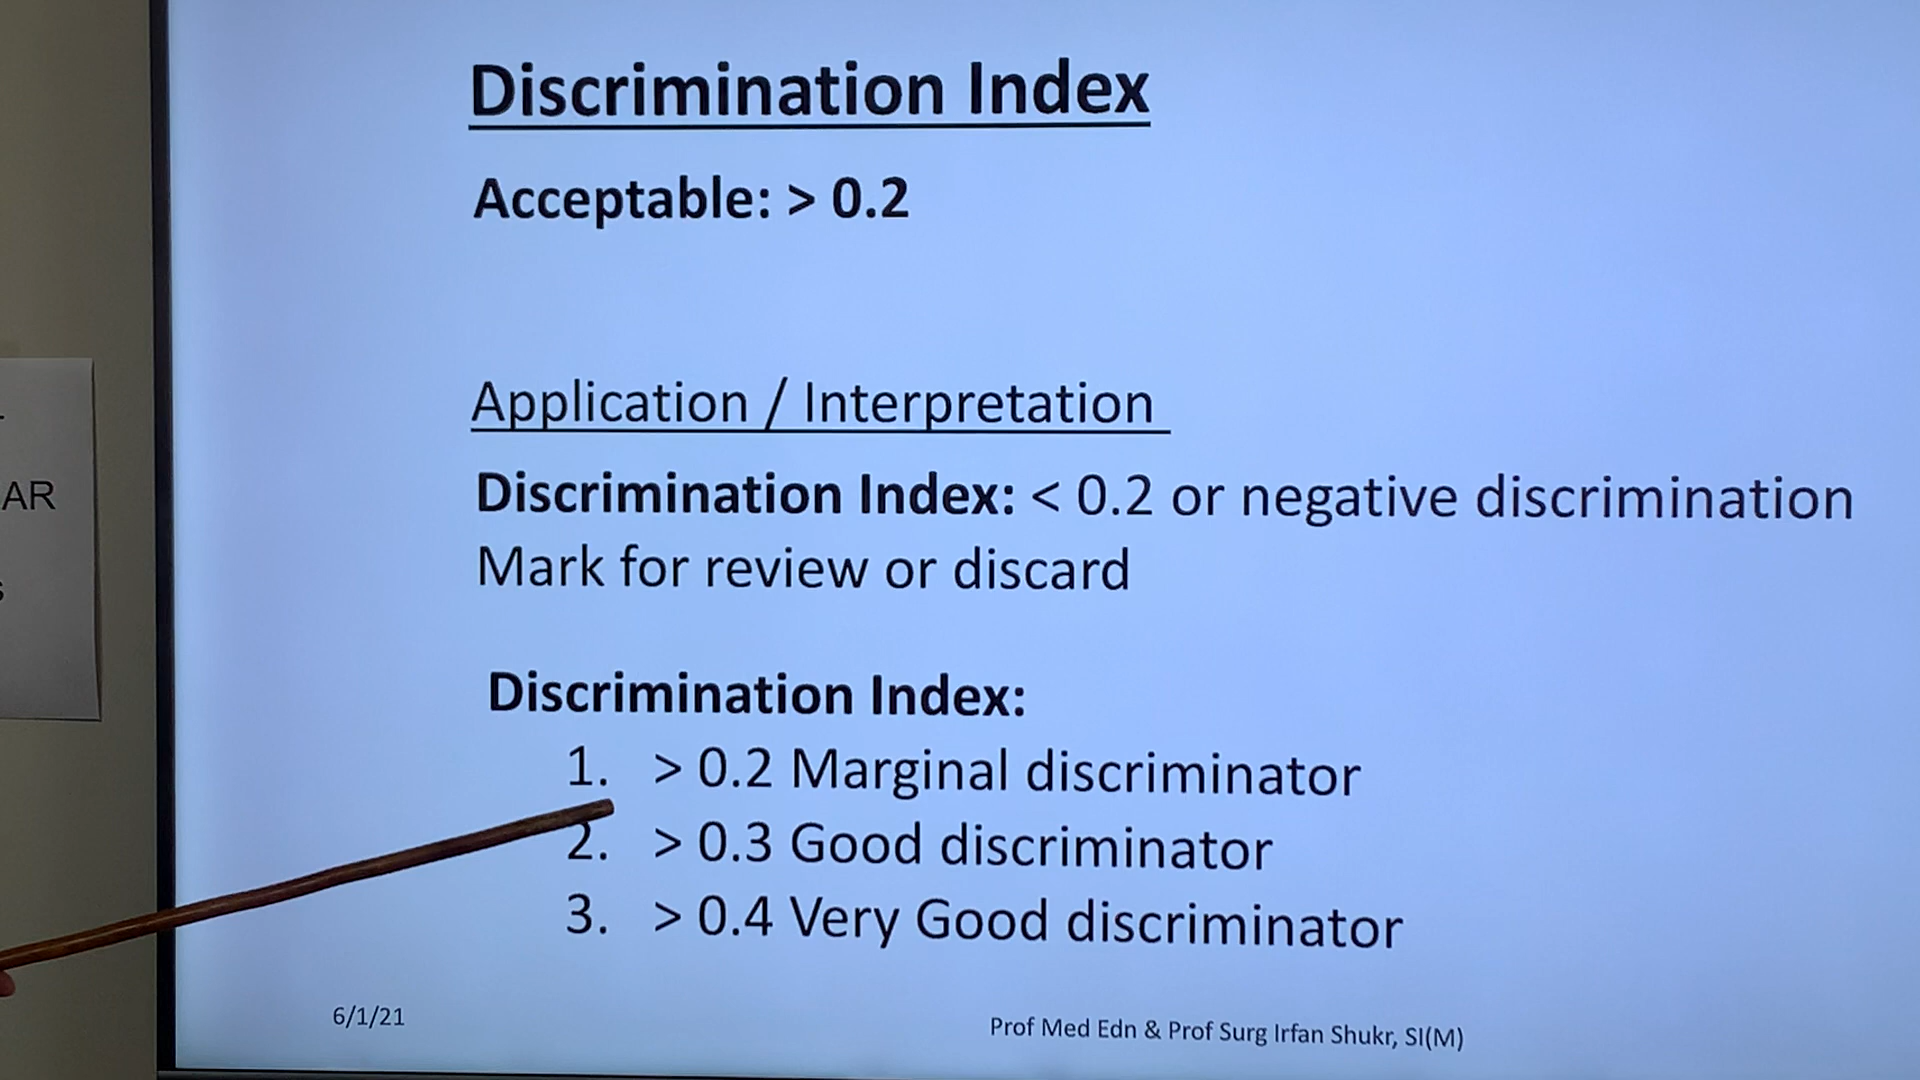 Discrimination Index
Acceptable: > 0.2
Application / Interpretation
Discrimination Index: < 0.2 or negative discrimination
Mark for review or discard
Discrimination Index:
1. > 0.2 Marginal discriminator
2. > 0.3 Good discriminator
3. > 0.4 Very Good discriminator
6/1/21
Prof Med Edn & Prof Surg Irfan Shukr, SI(M)
AR